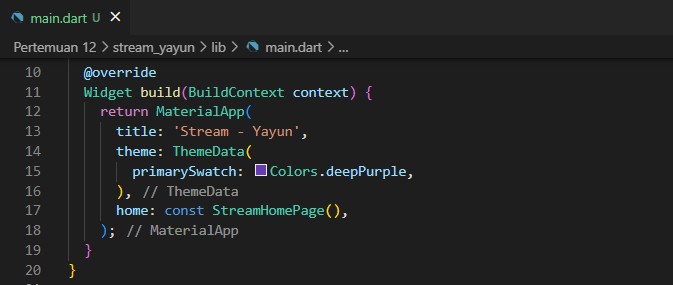 main.dart U
Pertemuan 12 > stream_yayun > lib > main.dart > ...
10 @override
11 Widget build(BuildContext context) {
12 return MaterialApp(
13 title: 'Stream - Yayun',
14 theme: ThemeData(
15 primarySwatch: Colors.deepPurple,
16 ), // ThemeData
17 home: const StreamHomePage(),
18 ); // MaterialApp
19 }
20 }